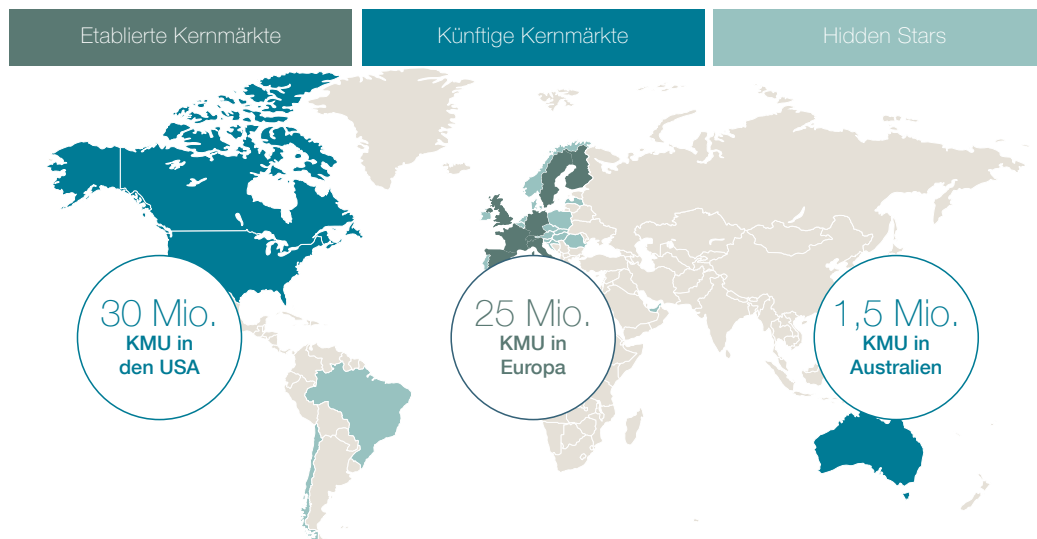 Etablierte Kernmärkte
Künftige Kernmärkte
Hidden Stars
30 Mio.
KMU in
den USA
25 Mio.
KMU in
Europa
1,5 Mio.
KMU in
Australien